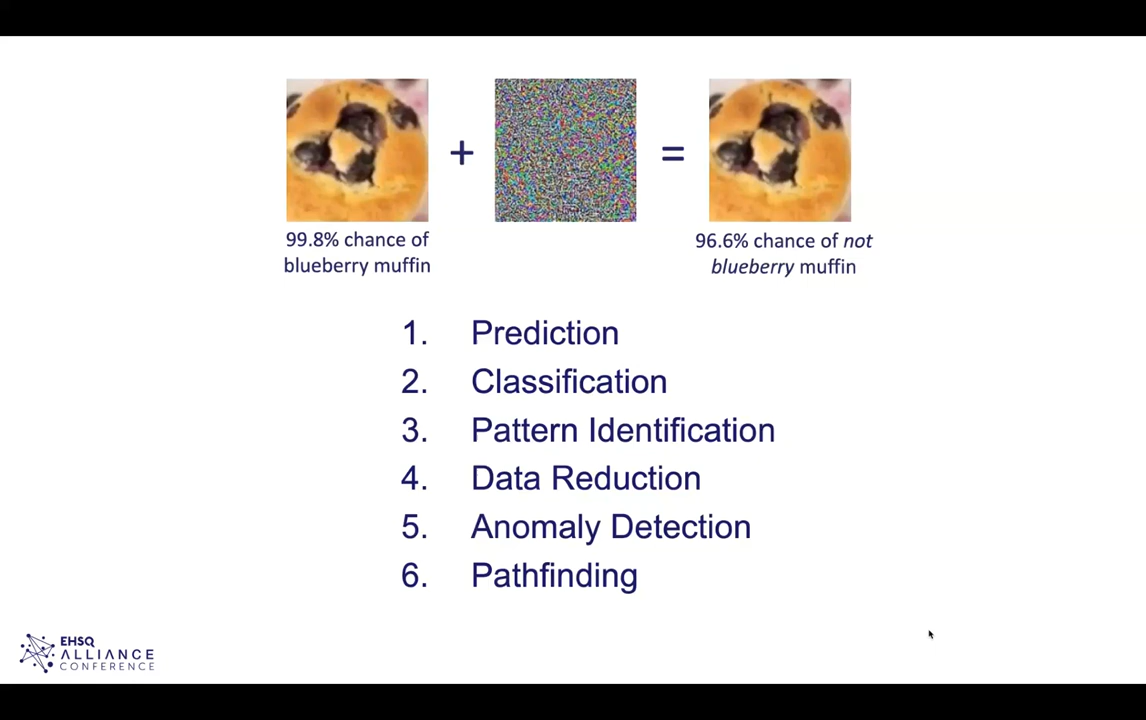 +
=
99.8% chance of
blueberry muffin
96.6% chance of not
blueberry muffin
1. Prediction
2. Classification
3. Pattern Identification
4. Data Reduction
5. Anomaly Detection
6. Pathfinding
EHSQ
ALLIANCE
CONFERENCE